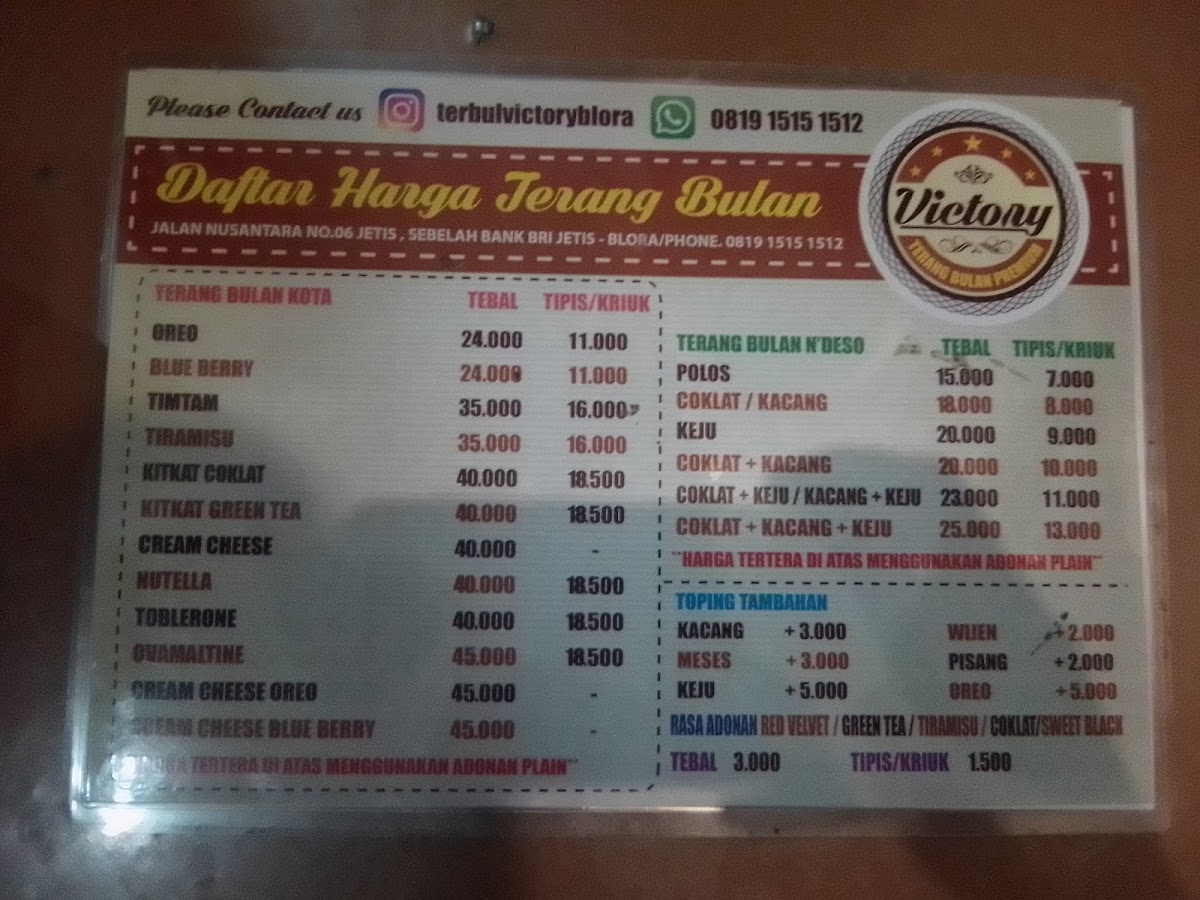 Please Contact us terbulvictoryblora 0819 1515 1512
Daftar Harga Terang Bulan
JALAN NUSANTARA NO.06 JETIS , SEBELAH BANK BRI JETIS - BLORA/PHONE. 0819 1515 1512
Victory
TERANG BULAN PREMIUM
TERANG BULAN KOTA TEBAL TIPIS/KRIUK
OREO 24.000 11.000
BLUE BERRY 24.000 11.000
TIMTAM 35.000 16.000
TIRAMISU 35.000 16.000
KITKAT COKLAT 40.000 18.500
KITKAT GREEN TEA 40.000 18.500
CREAM CHEESE 40.000 -
NUTELLA 40.000 18.500
TOBLERONE 40.000 18.500
OVAMALTINE 45.000 18.500
CREAM CHEESE OREO 45.000 -
CREAM CHEESE BLUE BERRY 45.000 -
TERTERA DI ATAS MENGGUNAKAN ADONAN PLAIN**
TERANG BULAN N'DESO TEBAL TIPIS/KRIUK
POLOS 15.000 7.000
COKLAT / KACANG 18.000 8.000
KEJU 20.000 9.000
COKLAT + KACANG 20.000 10.000
COKLAT + KEJU / KACANG + KEJU 23.000 11.000
COKLAT + KACANG + KEJU 25.000 13.000
**HARGA TERTERA DI ATAS MENGGUNAKAN ADONAN PLAIN**
TOPING TAMBAHAN
KACANG + 3.000 WIJEN + 2.000
MESES + 3.000 PISANG + 2.000
KEJU + 5.000 OREO + 5.000
RASA ADONAN RED VELVET / GREEN TEA / TIRAMISU / COKLAT/SWEET BLACK
TEBAL 3.000 TIPIS/KRIUK 1.500